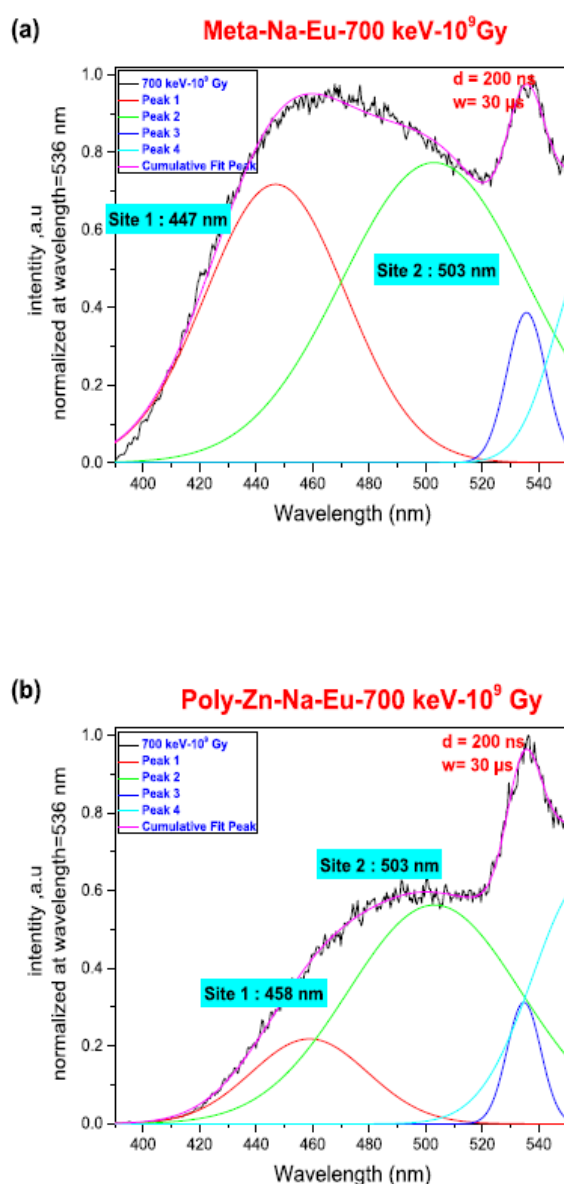 (a)
Meta-Na-Eu-700 keV-10⁹Gy
700 keV-10⁹ Gy
Peak 1
Peak 2
Peak 3
Peak 4
Cumulative Fit Peak
d = 200 ns
w= 30 µs
Site 1 : 447 nm
Site 2 : 503 nm
intentity ,a.u
normalized at wavelength=536 nm
1.0
0.8
0.6
0.4
0.2
0.0
400 420 440 460 480 500 520 540
Wavelength (nm)
(b)
Poly-Zn-Na-Eu-700 keV-10⁹ Gy
700 keV-10⁹ Gy
Peak 1
Peak 2
Peak 3
Peak 4
Cumulative Fit Peak
d = 200 ns
w= 30 µs
Site 2 : 503 nm
Site 1 : 458 nm
intentity ,a.u
normalized at wavelength=536 nm
1.0
0.8
0.6
0.4
0.2
0.0
400 420 440 460 480 500 520 540
Wavelength (nm)